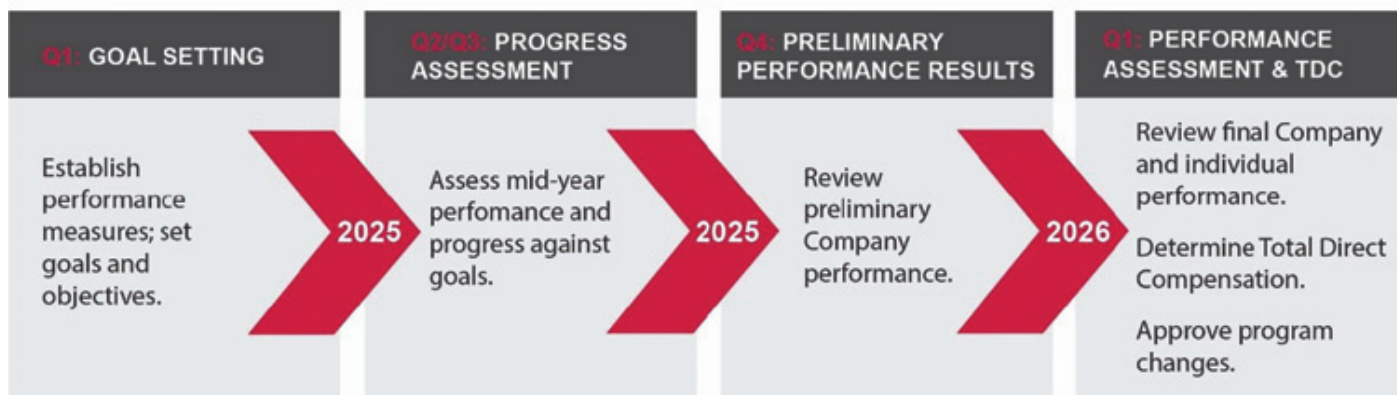 Q1: GOAL SETTING
Establish
performance
measures; set
goals and
objectives.
2025
Q2/Q3: PROGRESS
ASSESSMENT
Assess mid-year
perfomance and
progress against
goals.
2025
Q4: PRELIMINARY
PERFORMANCE RESULTS
Review
preliminary
Company
performance.
2026
Q1: PERFORMANCE
ASSESSMENT & TDC
Review final Company
and individual
performance.
Determine Total Direct
Compensation.
Approve program
changes.